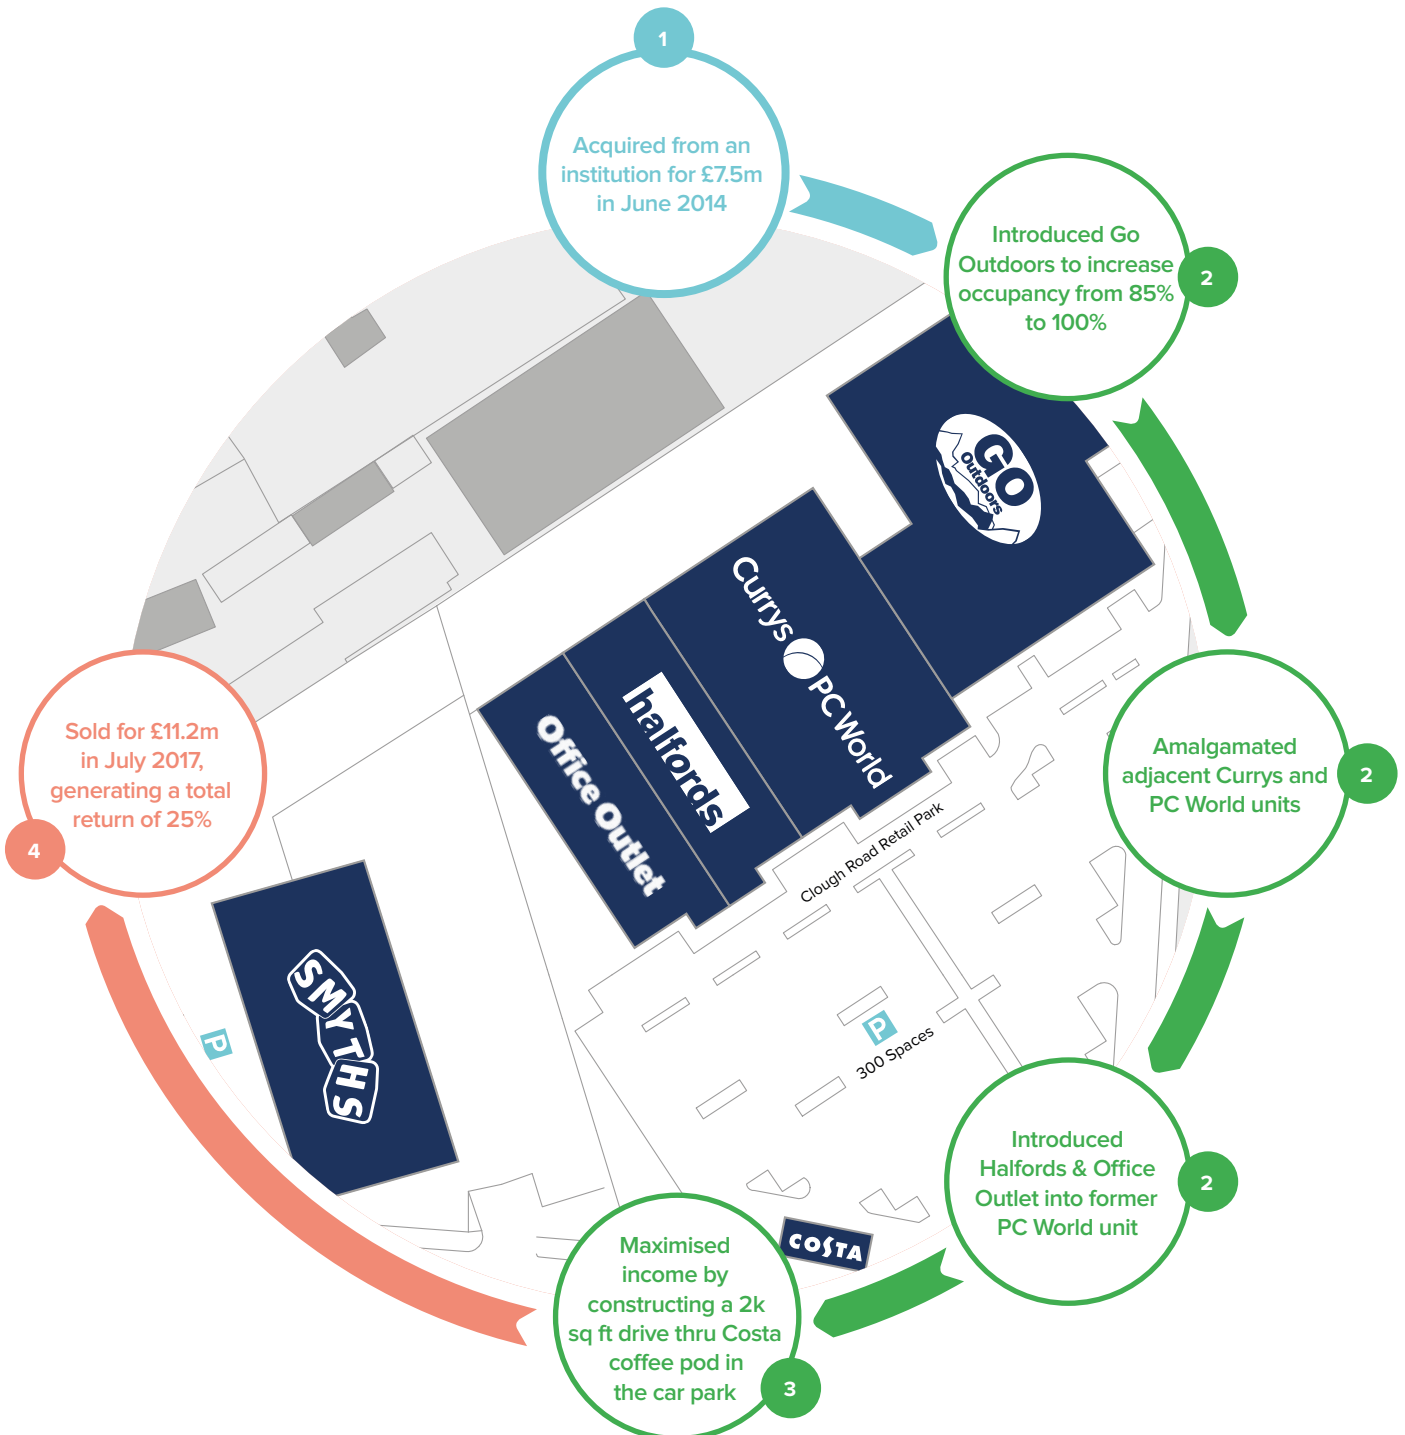 1
Acquired from an
institution for £7.5m
in June 2014
Introduced Go
Outdoors to increase
occupancy from 85%
to 100%
2
GO
Outdoors
Currys
PC World
halfords
Office Outlet
Amalgamated
adjacent Currys and
PC World units
2
Sold for £11.2m
in July 2017,
generating a total
return of 25%
4
Clough Road Retail Park
SMYTHS
P
P
300 Spaces
Introduced
Halfords & Office
Outlet into former
PC World unit
2
COSTA
Maximised
income by
constructing a 2k
sq ft drive thru Costa
coffee pod in
the car park
3